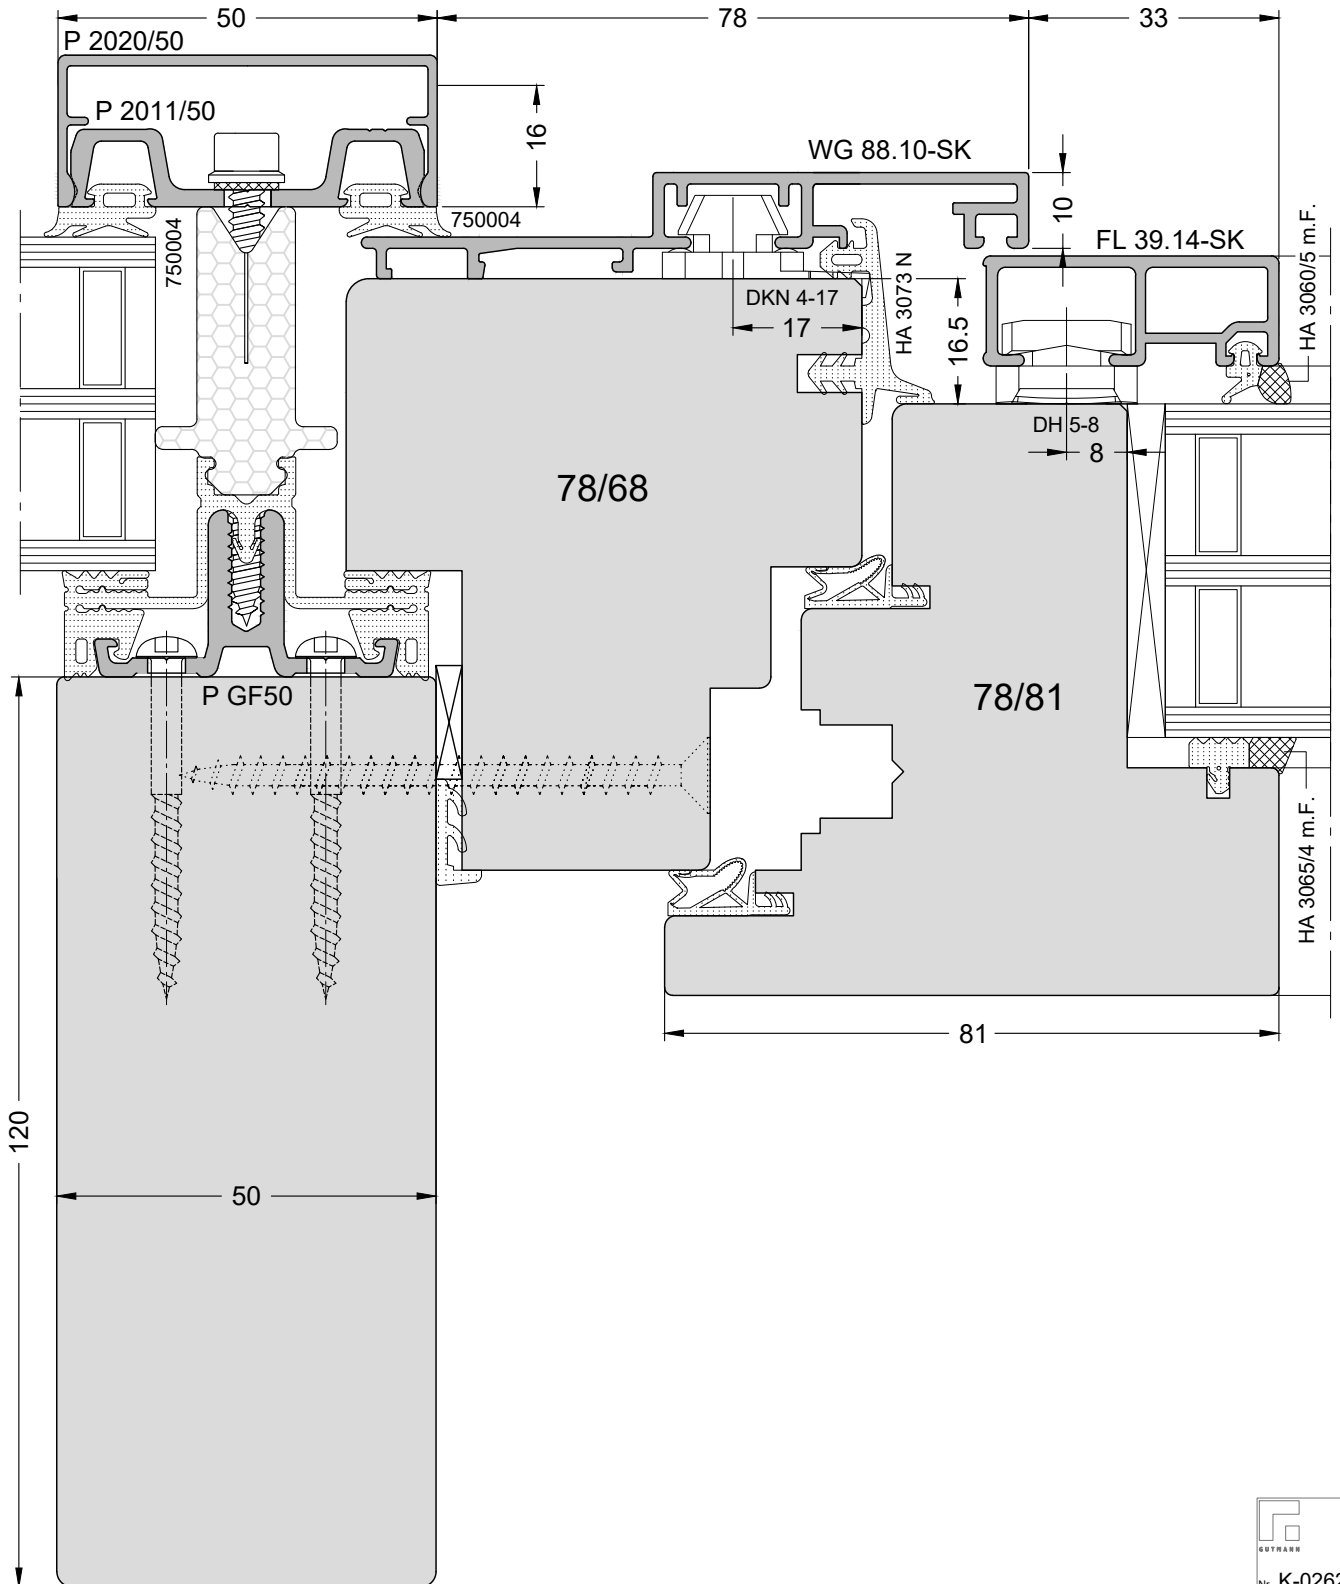 50
78
33
P 2020/50
P 2011/50
16
WG 88.10-SK
10
FL 39.14-SK
HA 3060/5 m.F.
750004
750004
HA 3073 N
DKN 4-17
17
16.5
DH 5-8
8
78/68
78/81
P GF50
HA 3065/4 m.F.
81
120
50
GUTMANN
Nr. K-0262